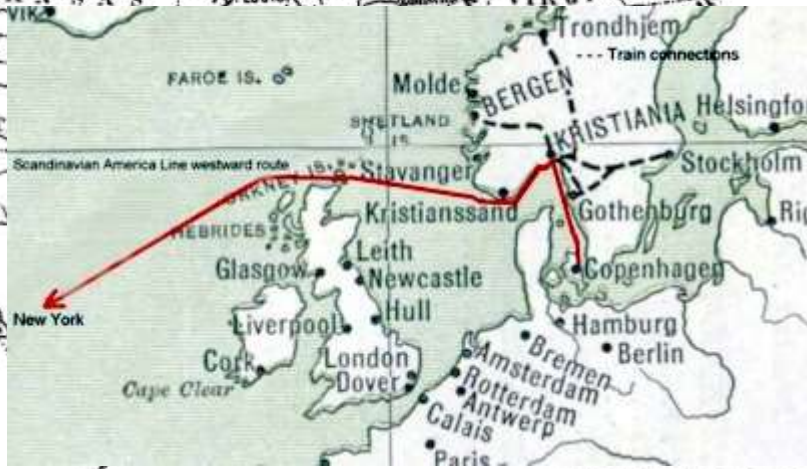 VIK
Trondhjem
Train connections
FAROE IS.
Molde
BERGEN
Helsingfo
SHETLAND
IS.
KRISTIANIA
Scandinavian America Line westward route
ORKNEY IS.
Stavanger
Stockholm
Kristianssand
Gothenburg
HEBRIDES
Leith
Glasgow
Newcastle
Copenhagen
New York
Hull
Liverpool
Hamburg
Bremen
Berlin
Cork
London
Amsterdam
Cape Clear
Dover
Rotterdam
Antwerp
Calais
Paris